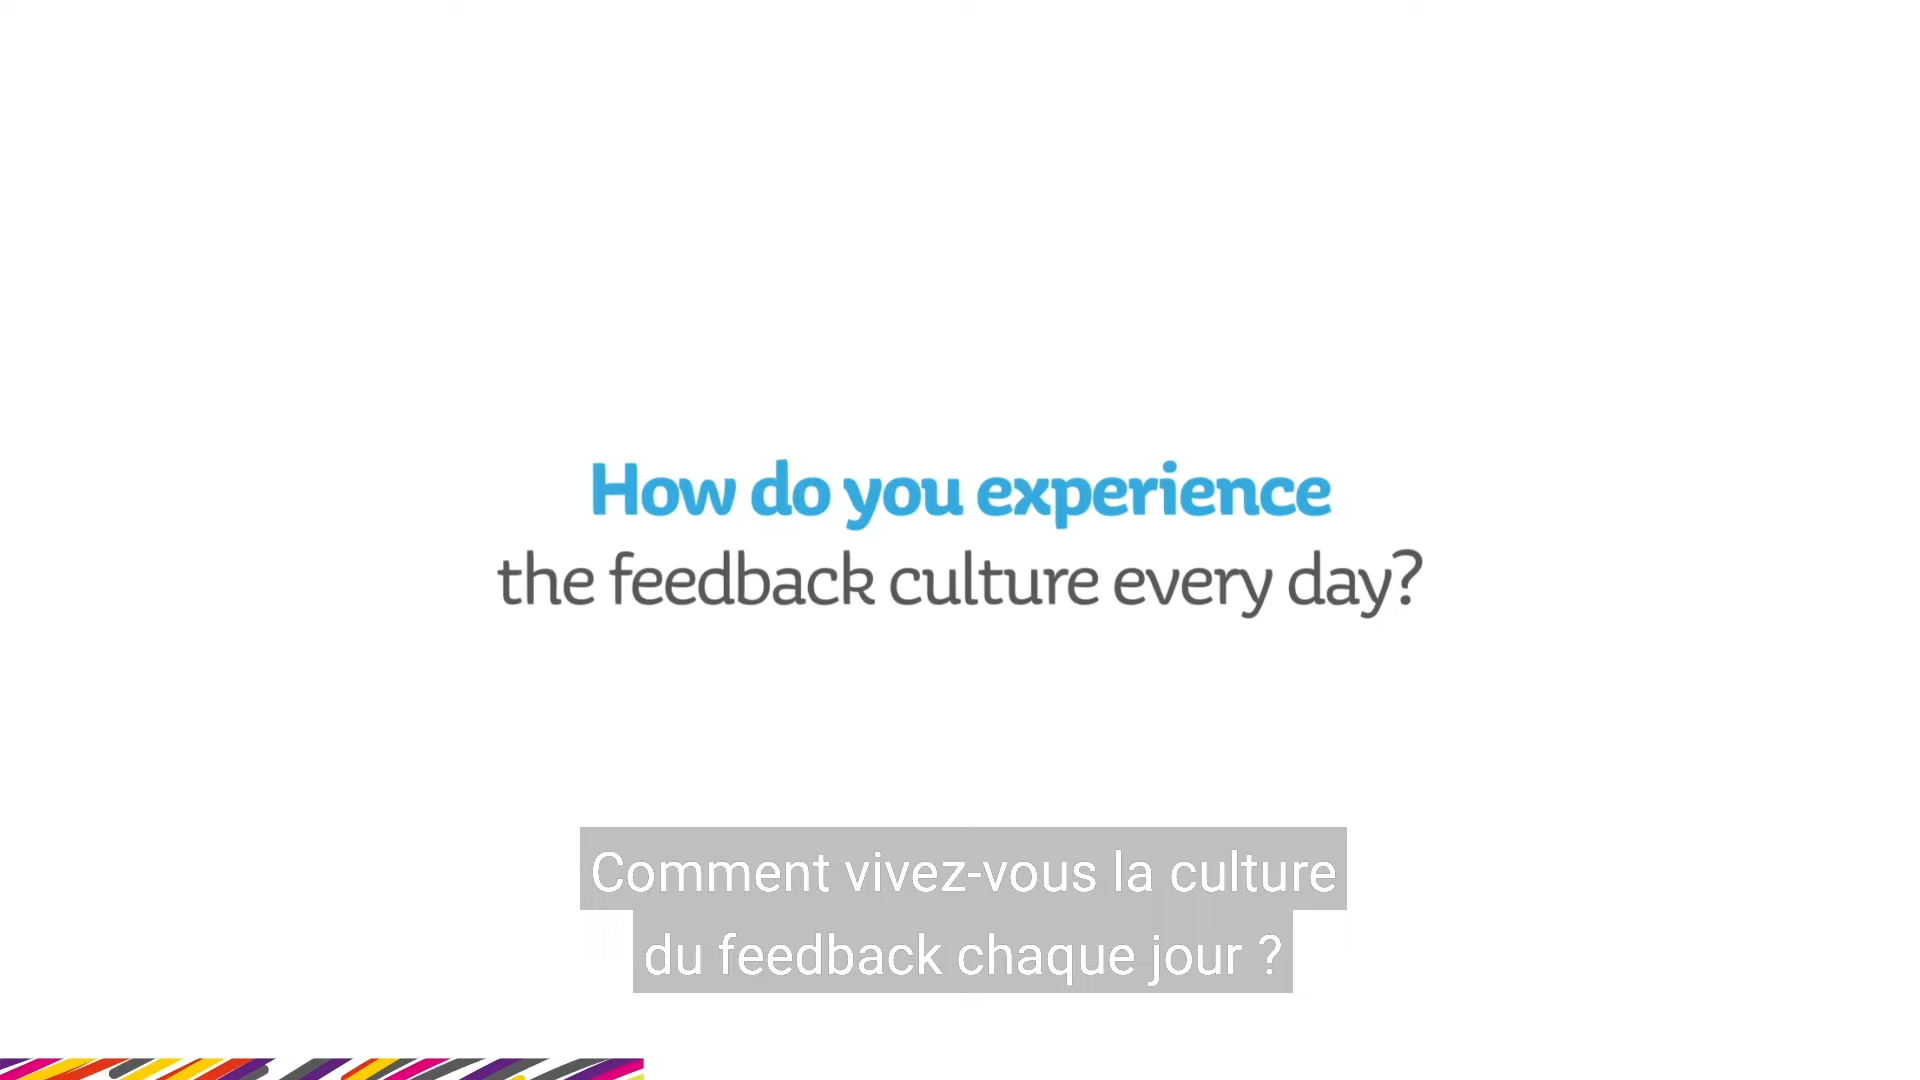 How do you experience
the feedback culture every day?
Comment vivez-vous la culture
du feedback chaque jour ?